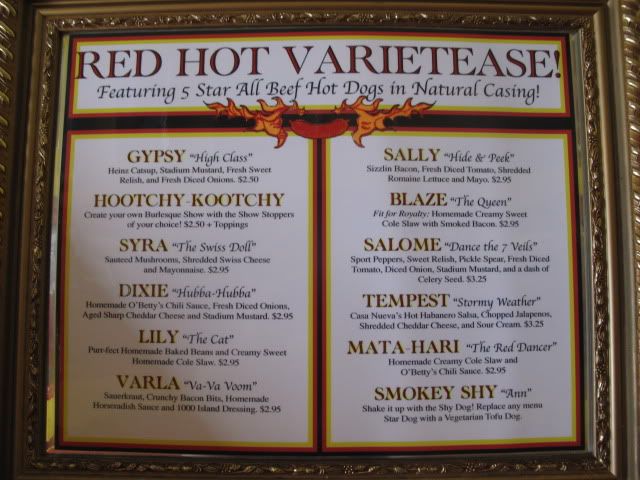 RED HOT VARIETEASE!
Featuring 5 Star All Beef Hot Dogs in Natural Casing!
GYPSY "High Class"
Heinz Catsup, Stadium Mustard, Fresh Sweet
Relish, and Fresh Diced Onions. $2.50
HOOTCHY-KOOTCHY
Create your own Burlesque Show with the Show Stoppers
of your choice! $2.50 + Toppings
SYRA "The Swiss Doll"
Sauteed Mushrooms, Shredded Swiss Cheese
and Mayonnaise. $2.95
DIXIE "Hubba-Hubba"
Homemade O'Betty's Chili Sauce, Fresh Diced Onions,
Aged Sharp Cheddar Cheese and Stadium Mustard. $2.95
LILY "The Cat"
Purr-fect Homemade Baked Beans and Creamy Sweet
Homemade Cole Slaw. $2.95
VARLA "Va-Va Voom"
Sauerkraut, Crunchy Bacon Bits, Homemade
Horseradish Sauce and 1000 Island Dressing. $2.95
SALLY "Hide & Peek"
Sizzlin Bacon, Fresh Diced Tomato, Shredded
Romaine Lettuce and Mayo. $2.95
BLAZE "The Queen"
Fit for Royalty: Homemade Creamy Sweet
Cole Slaw with Smoked Bacon. $2.95
SALOME "Dance the 7 Veils"
Sport Peppers, Sweet Relish, Pickle Spear, Fresh Diced
Tomato, Diced Onion, Stadium Mustard, and a dash of
Celery Seed. $3.25
TEMPEST "Stormy Weather"
Casa Nueva's Hot Habanero Salsa, Chopped Jalapenos,
Shredded Cheddar Cheese, and Sour Cream. $3.25
MATA-HARI "The Red Dancer"
Homemade Creamy Cole Slaw and
O'Betty's Chili Sauce. $2.95
SMOKEY SHY "Ann"
Shake it up with the Shy Dog! Replace any menu
Star Dog with a Vegetarian Tofu Dog.